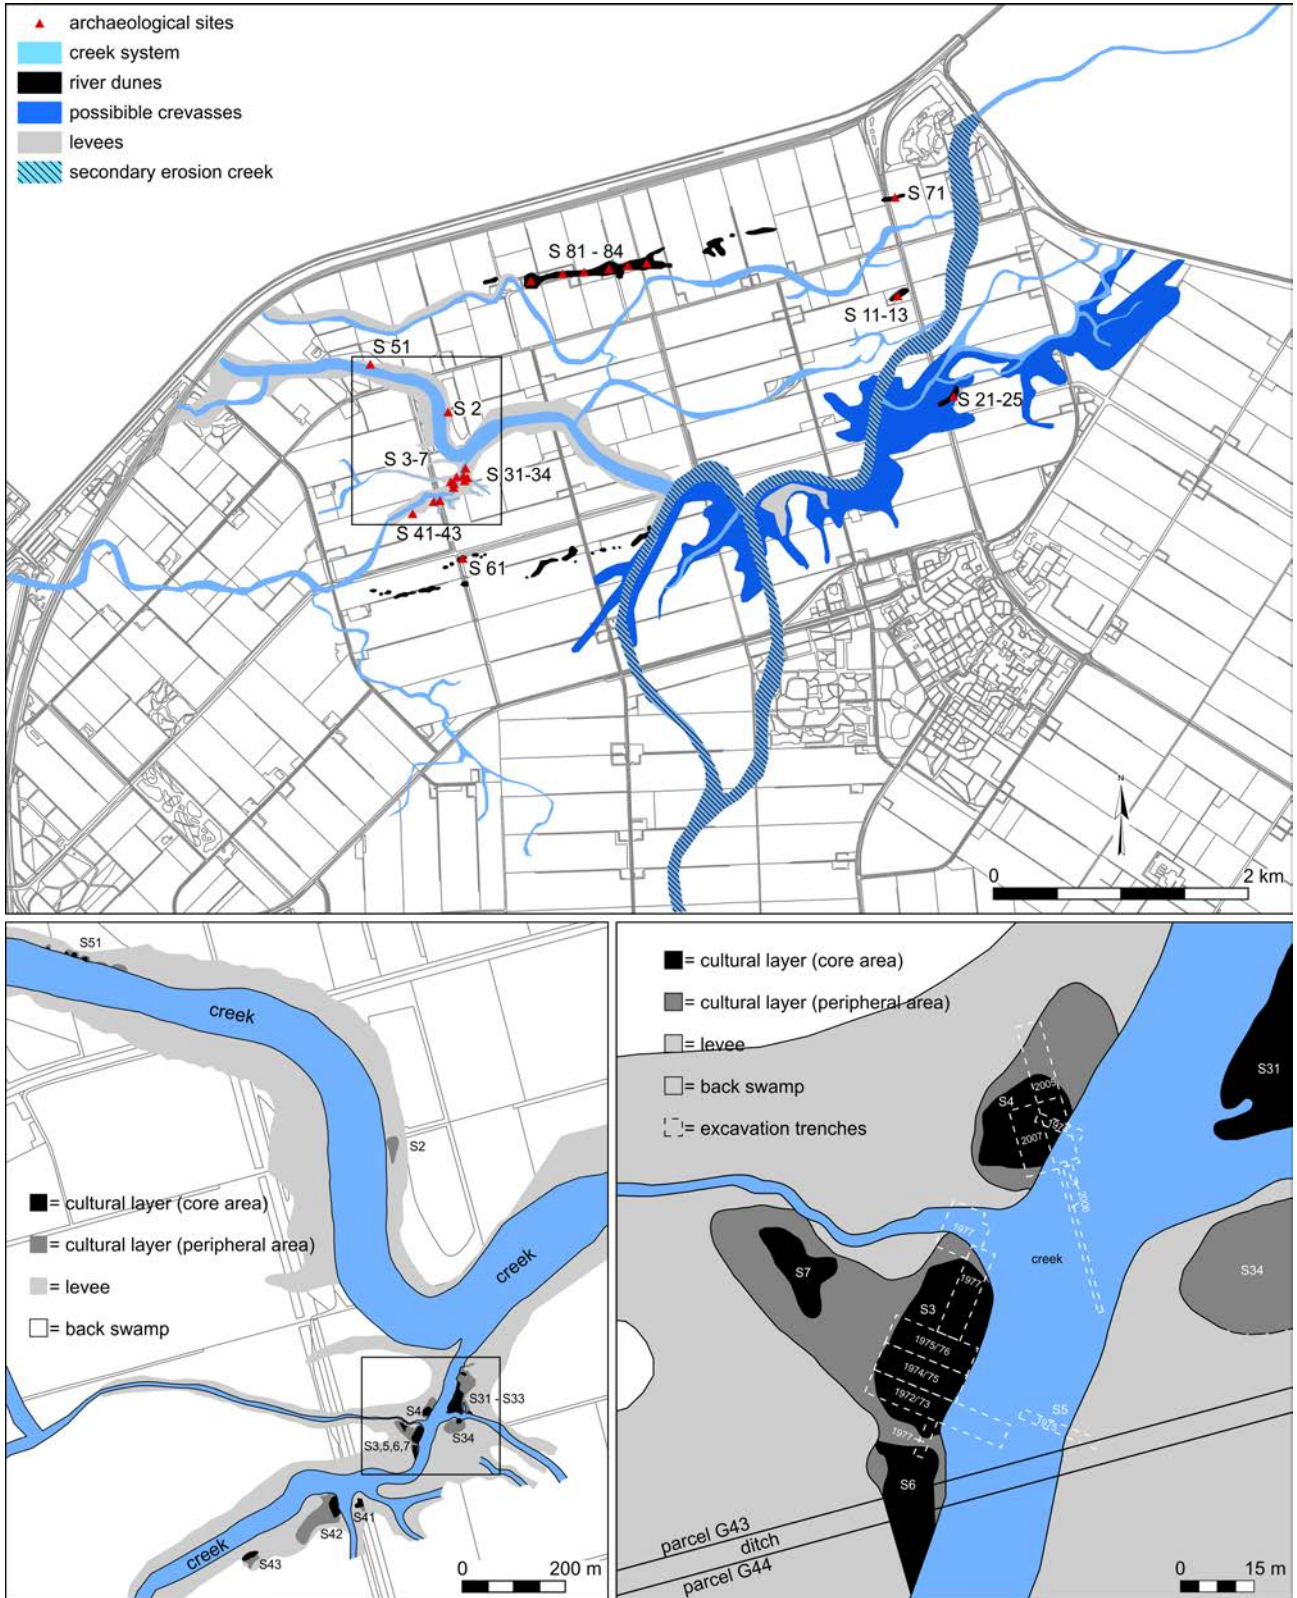 archaeological sites
creek system
river dunes
possibible crevasses
levees
secondary erosion creek
S 71
S 81 - 84
S 11-13
S 51
S 2
S 21-25
S 3-7
S 31-34
S 41-43
S 61
N
0 2 km
S51
creek
S2
= cultural layer (core area)
= cultural layer (peripheral area)
= levee
= back swamp
creek
S4
S31 - S33
S3,5,6,7
S34
S42
S41
creek
S43
0 200 m
= cultural layer (core area)
= cultural layer (peripheral area)
= levee
= back swamp
= excavation trenches
S31
2005
S4
2007
2006
1977
creek
S34
S7
1977
S3
1975/'76
1974/'75
1972/'73
S5
1975
1977
S6
parcel G43
ditch
parcel G44
0 15 m